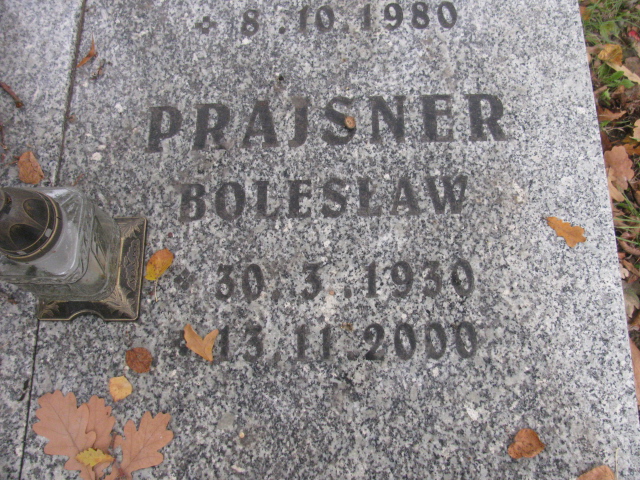 + 8.10.1980
PRAJSNER
BOLESŁAW
* 30.3.1930
13.11.2000